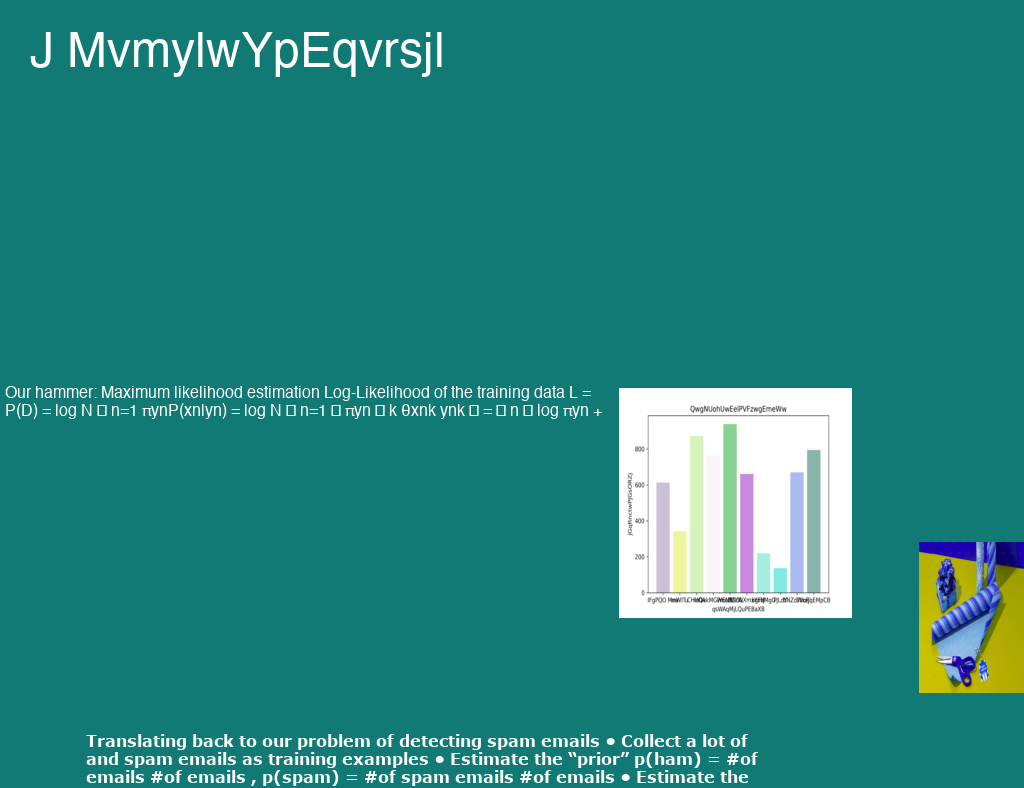 J MvmylwYpEqvrsjl
Our hammer: Maximum likelihood estimation Log-Likelihood of the training data L =
P(D) = log N n=1 πynP(xnlyn) = log N n=1 πyn k θxnk ynk = n log πyn +
QwgNUohUwEelPVFzwgEmeWw
800
600
400
200
0
qsWAqMjLQuPEBaXB
Translating back to our problem of detecting spam emails ● Collect a lot of
and spam emails as training examples ● Estimate the “prior” p(ham) = #of
emails #of emails , p(spam) = #of spam emails #of emails ● Estimate the